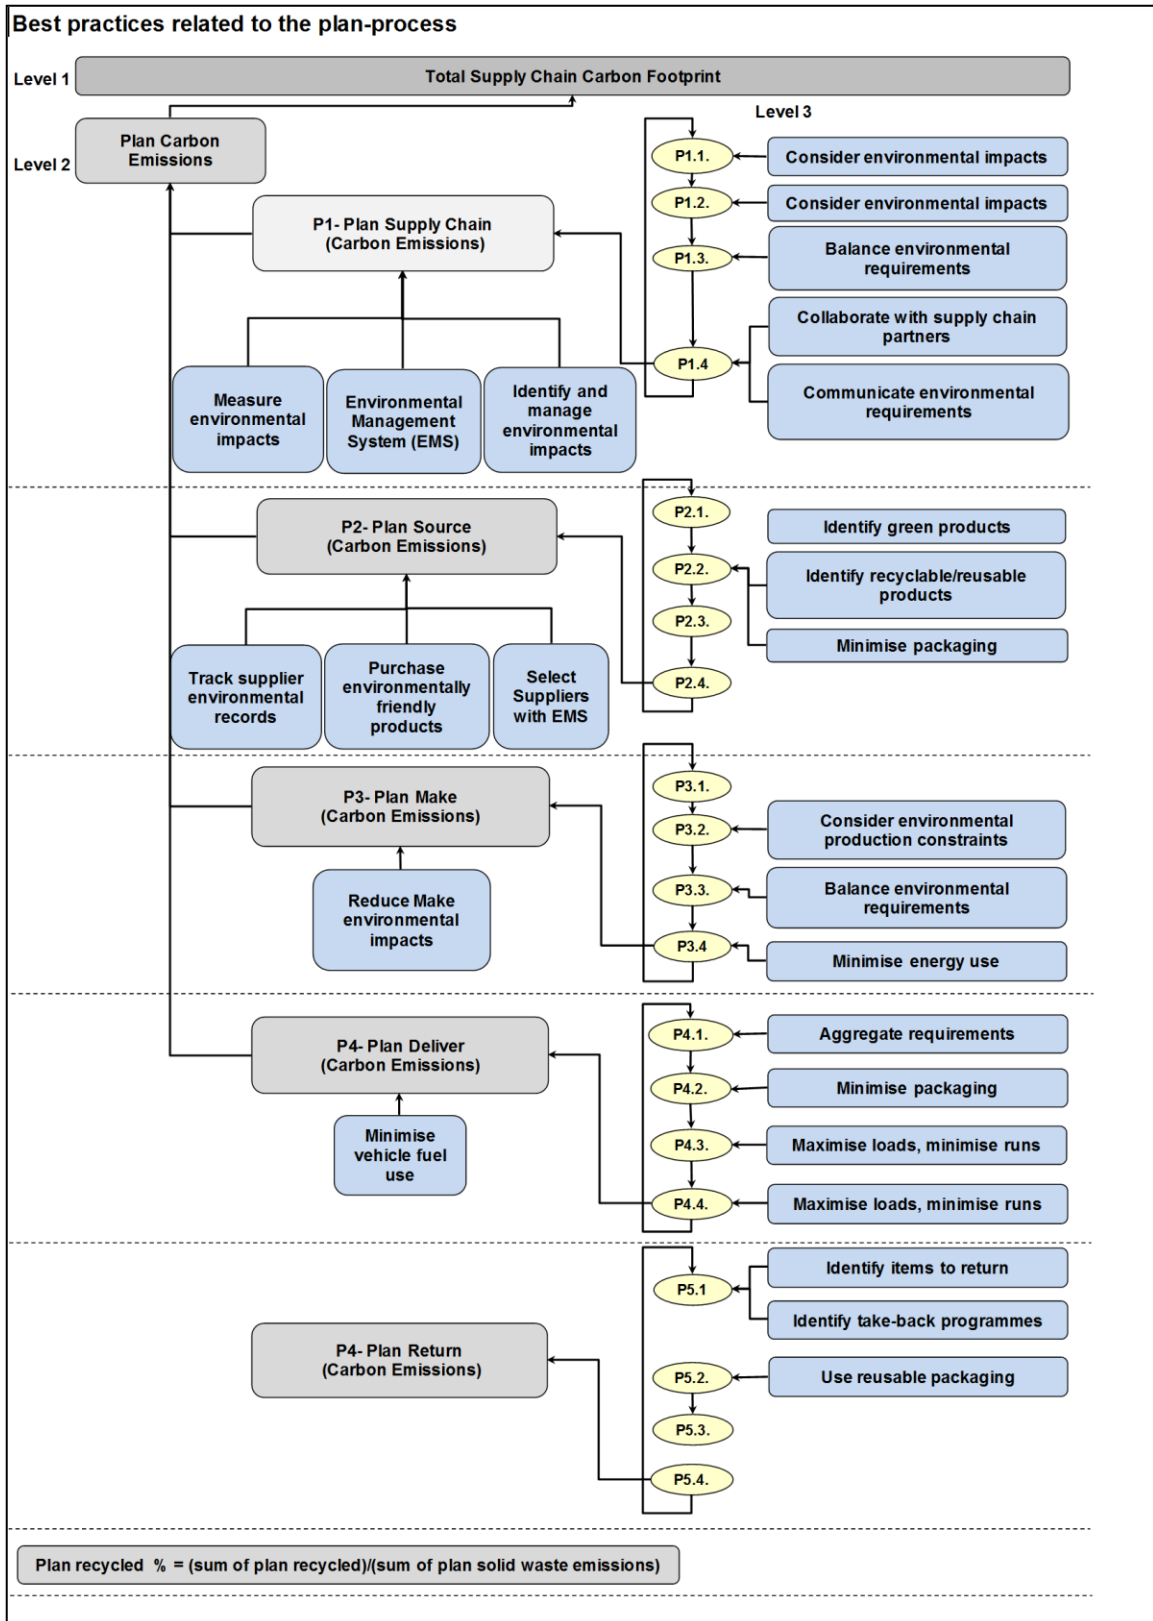 Best practices related to the plan-process
Level 1
Total Supply Chain Carbon Footprint
Level 3
Plan Carbon
Emissions
Level 2
P1.1.
Consider environmental impacts
P1.2.
Consider environmental impacts
P1- Plan Supply Chain
(Carbon Emissions)
P1.3.
Balance environmental
requirements
Collaborate with supply chain
partners
P1.4
Communicate environmental
requirements
Measure
environmental
impacts
Environmental
Management
System (EMS)
Identify and
manage
environmental
impacts
P2.1.
Identify green products
P2- Plan Source
(Carbon Emissions)
P2.2.
Identify recyclable/reusable
products
P2.3.
Minimise packaging
P2.4.
Track supplier
environmental
records
Purchase
environmentally
friendly
products
Select
Suppliers
with EMS
P3.1.
P3- Plan Make
(Carbon Emissions)
P3.2.
Consider environmental
production constraints
P3.3.
Balance environmental
requirements
Reduce Make
environmental
impacts
P3.4
Minimise energy use
P4.1.
Aggregate requirements
P4- Plan Deliver
(Carbon Emissions)
P4.2.
Minimise packaging
Minimise
vehicle fuel
use
P4.3.
Maximise loads, minimise runs
P4.4.
Maximise loads, minimise runs
Identify items to return
P5.1
Identify take-back programmes
P4- Plan Return
(Carbon Emissions)
P5.2.
Use reusable packaging
P5.3.
P5.4.
Plan recycled % = (sum of plan recycled)/(sum of plan solid waste emissions)